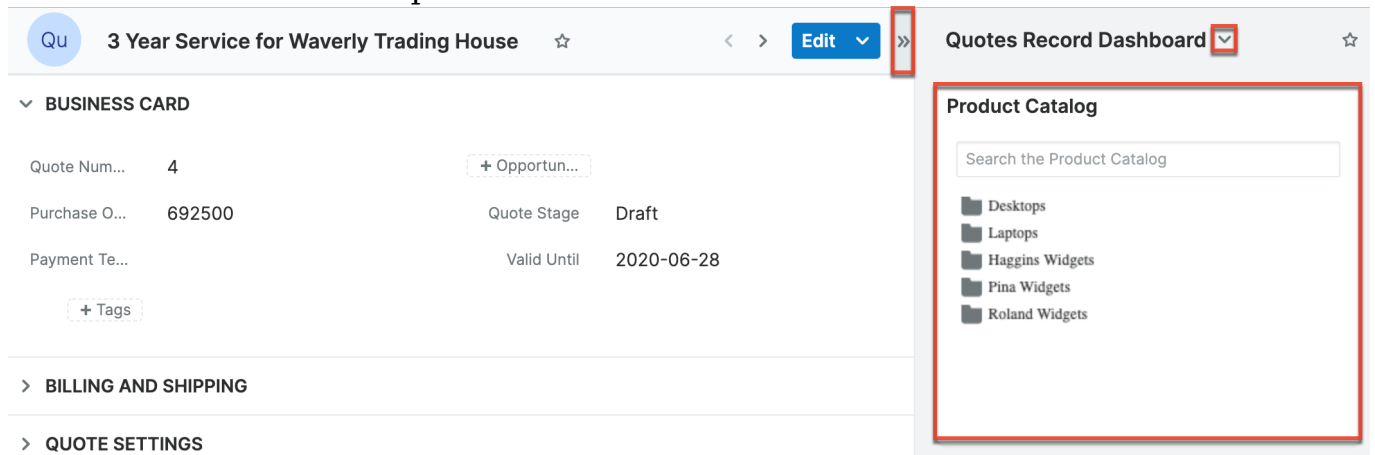 Qu 3 Year Service for Waverly Trading House Edit
BUSINESS CARD
Quote Num... 4 + Opportun...
Purchase O... 692500 Quote Stage Draft
Payment Te... Valid Until 2020-06-28
+ Tags
BILLING AND SHIPPING
QUOTE SETTINGS
Quotes Record Dashboard
Product Catalog
Search the Product Catalog
Desktops
Laptops
Haggins Widgets
Pina Widgets
Roland Widgets